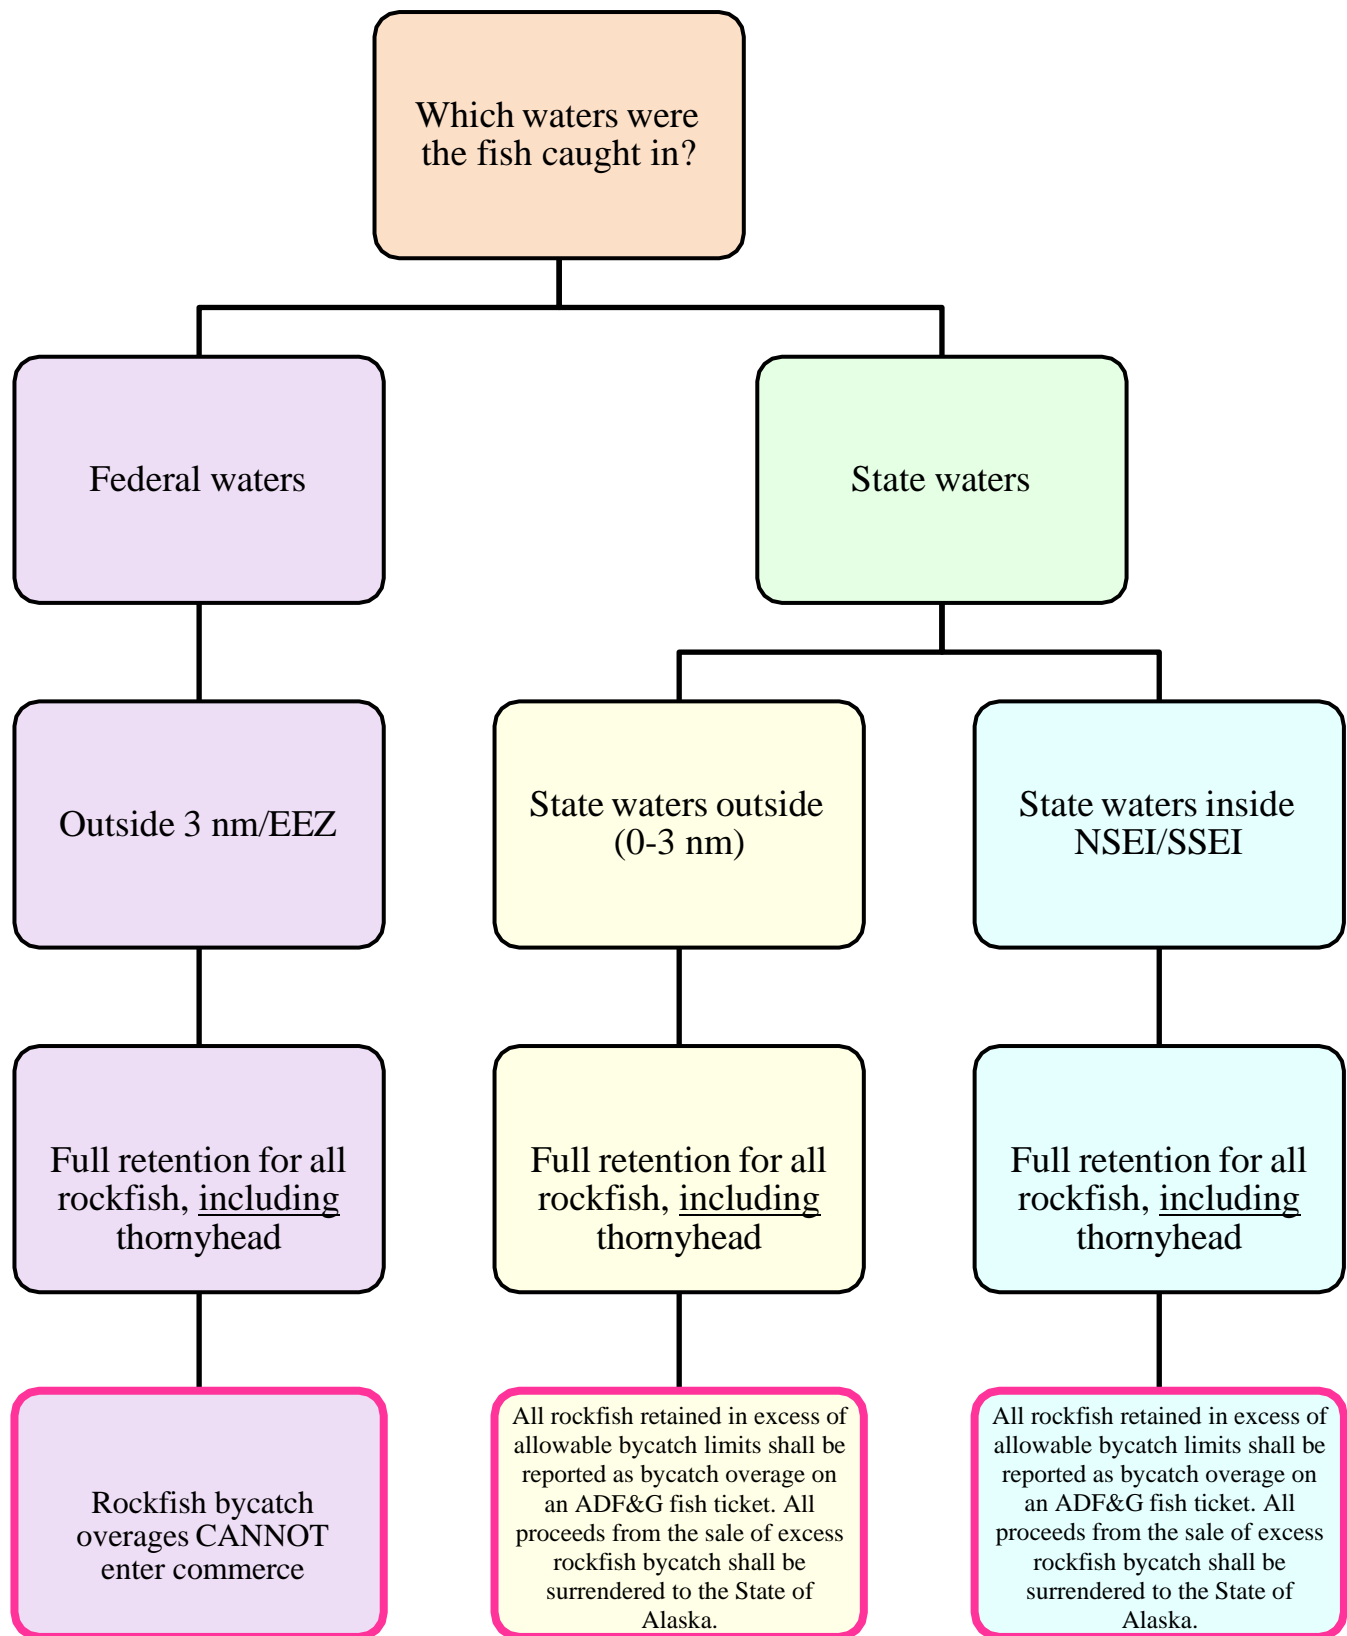 Which waters were
the fish caught in?
Federal waters
State waters
Outside 3 nm/EEZ
State waters outside
(0-3 nm)
State waters inside
NSEI/SSEI
Full retention for all
rockfish, including
thornyhead
Full retention for all
rockfish, including
thornyhead
Full retention for all
rockfish, including
thornyhead
Rockfish bycatch
overages CANNOT
enter commerce
All rockfish retained in excess of
allowable bycatch limits shall be
reported as bycatch overage on
an ADF&G fish ticket. All
proceeds from the sale of excess
rockfish bycatch shall be
surrendered to the State of
Alaska.
All rockfish retained in excess of
allowable bycatch limits shall be
reported as bycatch overage on
an ADF&G fish ticket. All
proceeds from the sale of excess
rockfish bycatch shall be
surrendered to the State of
Alaska.